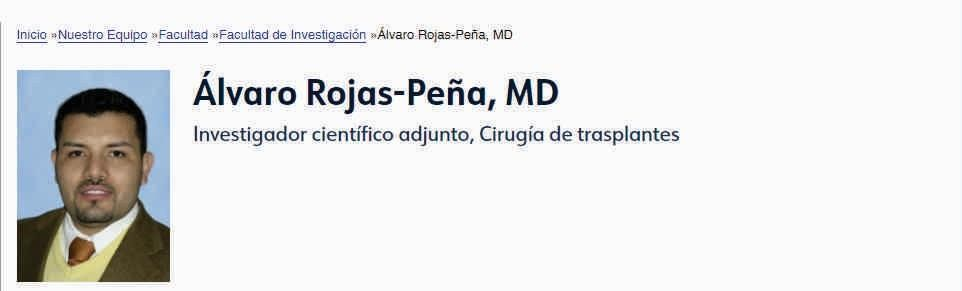 Inicio »Nuestro Equipo »Facultad »Facultad de Investigación »Álvaro Rojas-Peña, MD
Álvaro Rojas-Peña, MD
Investigador científico adjunto, Cirugía de trasplantes